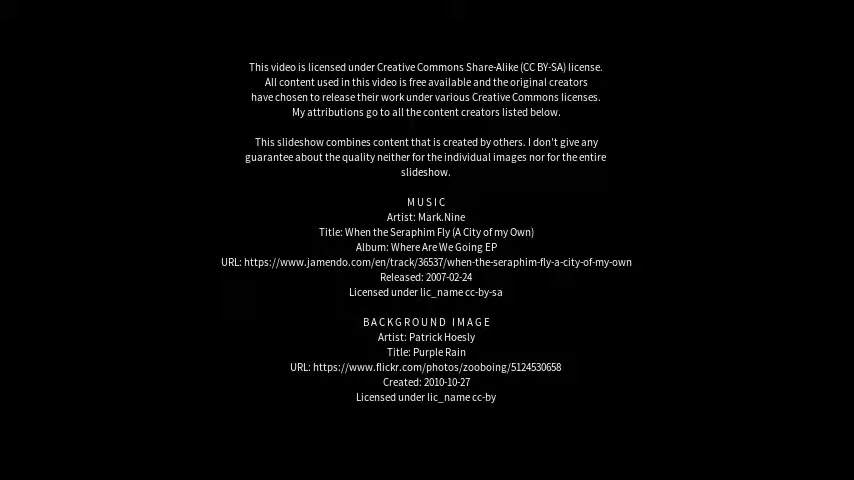 This video is licensed under Creative Commons Share-Alike (CC BY-SA) license.
All content used in this video is free available and the original creators
have chosen to release their work under various Creative Commons licenses.
My attributions go to all the content creators listed below.
This slideshow combines content that is created by others. I don't give any
guarantee about the quality neither for the individual images nor for the entire
slideshow.
MUSIC
Artist: Mark.Nine
Title: When the Seraphim Fly (A City of my Own)
Album: Where Are We Going EP
URL: https://www.jamendo.com/en/track/36537/when-the-seraphim-fly-a-city-of-my-own
Released: 2007-02-24
Licensed under lic_name cc-by-sa
BACKGROUND IMAGE
Artist: Patrick Hoesly
Title: Purple Rain
URL: https://www.flickr.com/photos/zooboing/5124530658
Created: 2010-10-27
Licensed under lic_name cc-by